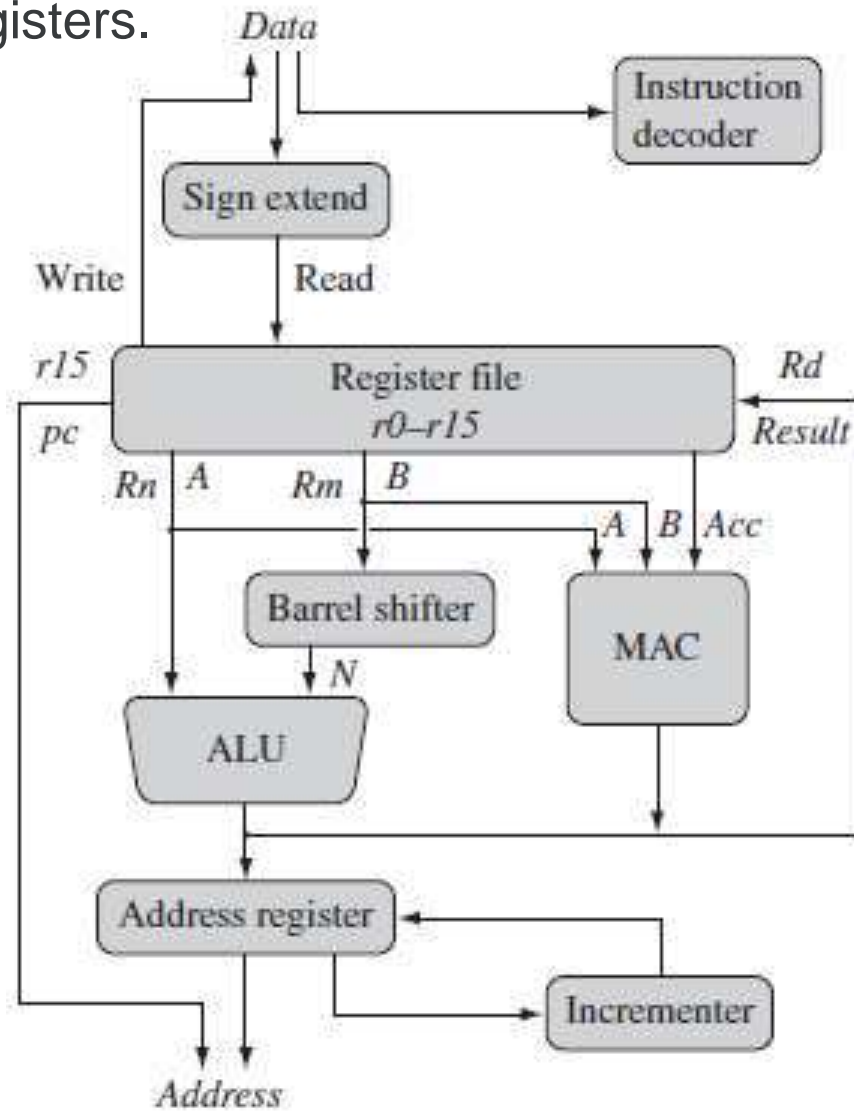 gisters.
Data
Instruction
decoder
Sign extend
Write
Read
r15
Register file
Rd
pc
r0–r15
Result
Rn
A
Rm
B
A
B
Acc
Barrel shifter
MAC
N
ALU
Address register
Incrementer
Address